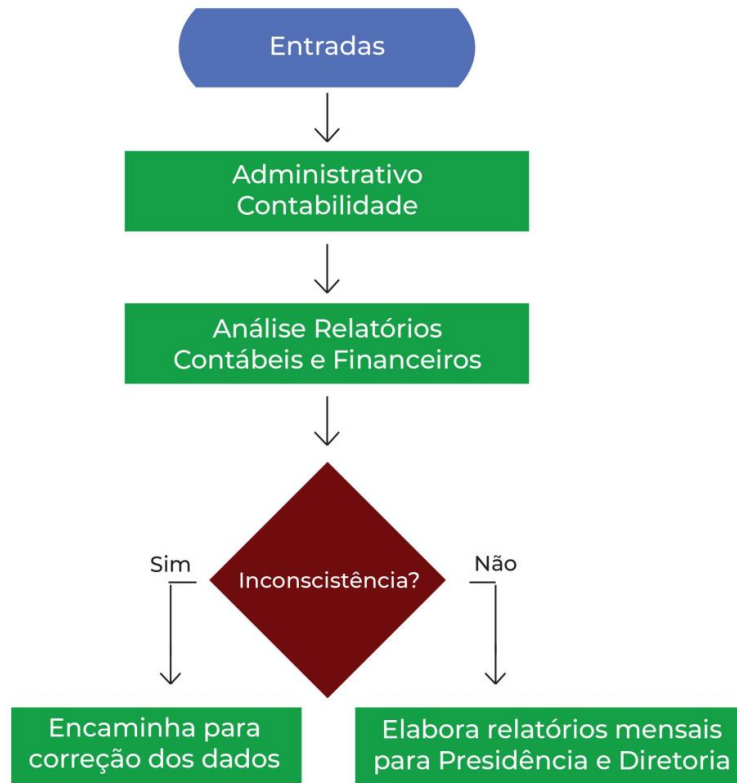 Entradas
Administrativo
Contabilidade
Análise Relatórios
Contábeis e Financeiros
Sim
Inconscistência?
Não
Encaminha para
correção dos dados
Elabora relatórios mensais
para Presidência e Diretoria